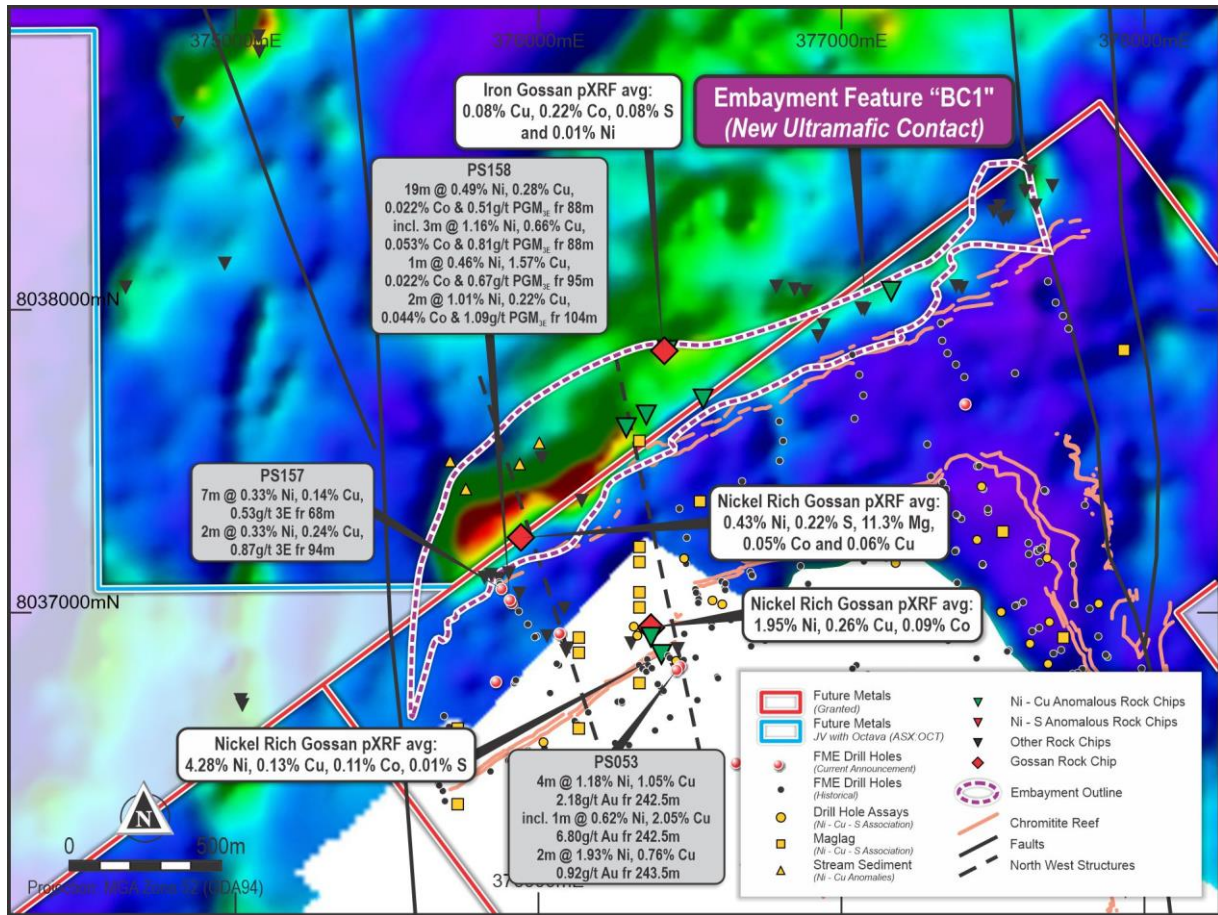 375000mE
376000mE
377000mE
378000mE
Iron Gossan pXRF avg:
0.08% Cu, 0.22% Co, 0.08% S
and 0.01% Ni
Embayment Feature “BC1"
(New Ultramafic Contact)
PS158
19m @ 0.49% Ni, 0.28% Cu,
0.022% Co & 0.51g/t PGM3E fr 88m
incl. 3m @ 1.16% Ni, 0.66% Cu,
0.053% Co & 0.81g/t PGM3E fr 88m
1m @ 0.46% Ni, 1.57% Cu,
0.022% Co & 0.67g/t PGM3E fr 95m
2m @ 1.01% Ni, 0.22% Cu,
0.044% Co & 1.09g/t PGM3E fr 104m
8038000mN
PS157
7m @ 0.33% Ni, 0.14% Cu,
0.53g/t 3E fr 68m
2m @ 0.33% Ni, 0.24% Cu,
0.87g/t 3E fr 94m
Nickel Rich Gossan pXRF avg:
0.43% Ni, 0.22% S, 11.3% Mg,
0.05% Co and 0.06% Cu
8037000mN
Nickel Rich Gossan pXRF avg:
1.95% Ni, 0.26% Cu, 0.09% Co
Nickel Rich Gossan pXRF avg:
4.28% Ni, 0.13% Cu, 0.11% Co, 0.01% S
PS053
4m @ 1.18% Ni, 1.05% Cu
2.18g/t Au fr 242.5m
incl. 1m @ 0.62% Ni, 2.05% Cu
6.80g/t Au fr 242.5m
2m @ 1.93% Ni, 0.76% Cu
0.92g/t Au fr 243.5m
N
0 500m
Projection: MGA Zone 52 (GDA94)
376000mE
Future Metals
(Granted)
Future Metals
JV with Octava (ASX:OCT)
FME Drill Holes
(Current Announcement)
FME Drill Holes
(Historical)
Drill Hole Assays
(Ni - Cu - S Association)
Maglag
(Ni - Cu - S Association)
Stream Sediment
(Ni - Cu Anomalies)
Ni - Cu Anomalous Rock Chips
Ni - S Anomalous Rock Chips
Other Rock Chips
Gossan Rock Chip
Embayment Outline
Chromitite Reef
Faults
North West Structures